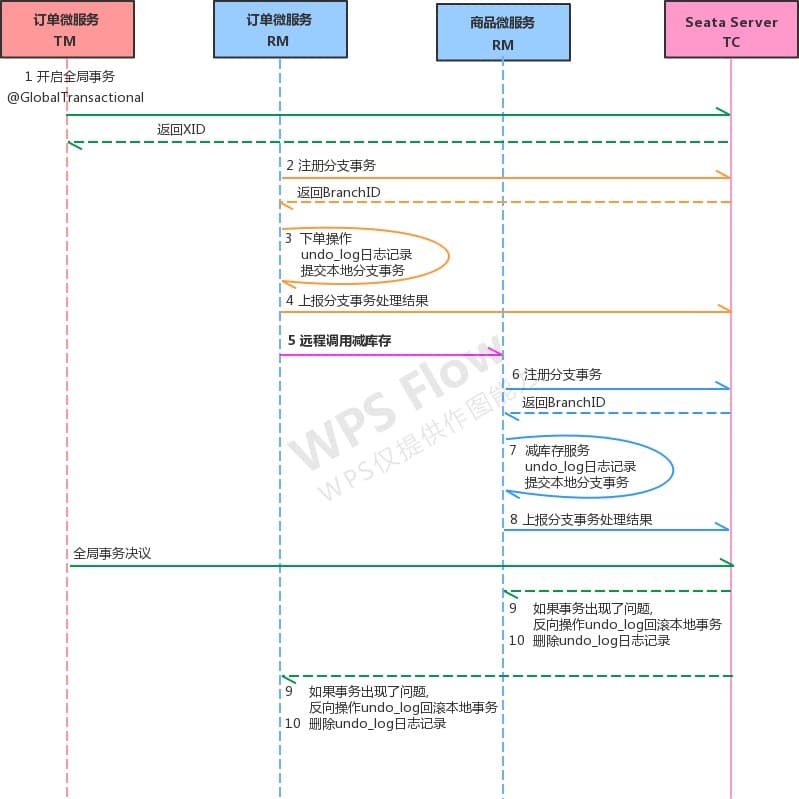 订单微服务
TM
订单微服务
RM
商品微服务
RM
Seata Server
TC
1 开启全局事务
@GlobalTransactional
返回XID
2 注册分支事务
返回BranchID
3 下单操作
undo_log日志记录
提交本地分支事务
4 上报分支事务处理结果
5 远程调用减库存
6 注册分支事务
返回BranchID
7 减库存服务
undo_log日志记录
提交本地分支事务
8 上报分支事务处理结果
全局事务决议
9 如果事务出现了问题,
反向操作undo_log回滚本地事务
10 删除undo_log日志记录
9 如果事务出现了问题,
反向操作undo_log回滚本地事务
10 删除undo_log日志记录
WPS Flow
WPS仅提供作图能